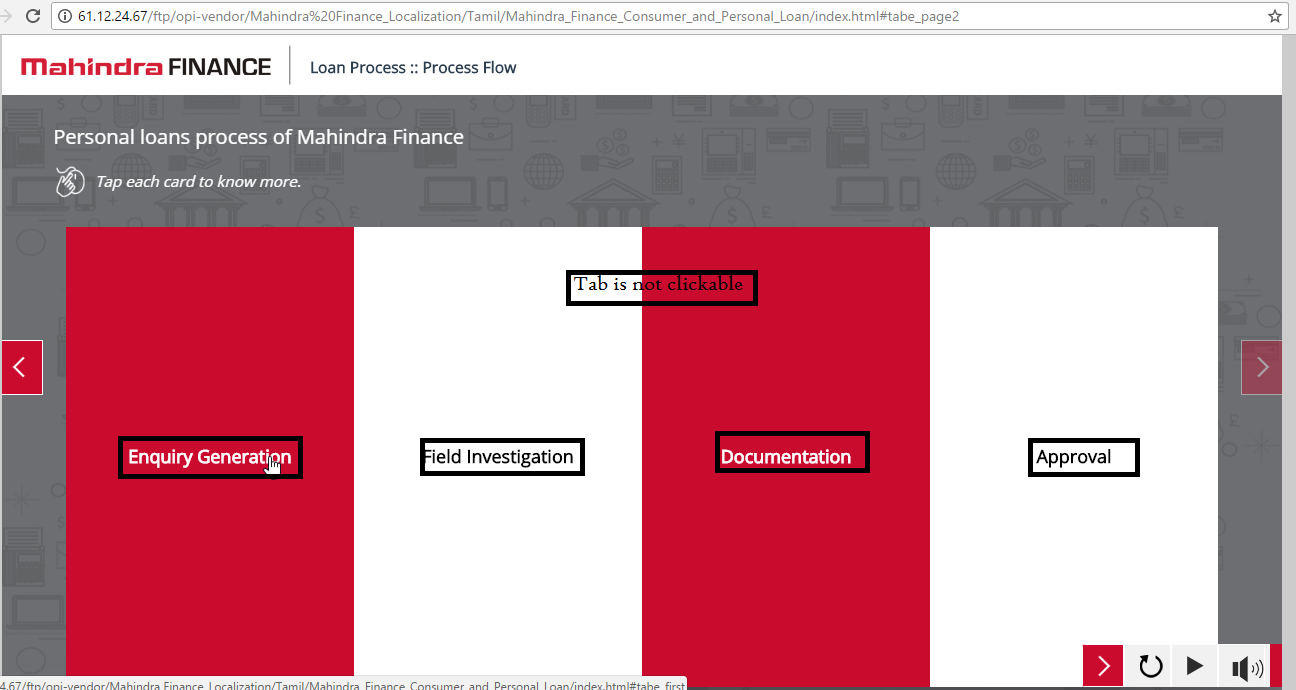 61.12.24.67/ftp/opi-vendor/Mahindra%20Finance_Localization/Tamil/Mahindra_Finance_Consumer_and_Personal_Loan/index.html#tabe_page2
Mahindra FINANCE
Loan Process :: Process Flow
Personal loans process of Mahindra Finance
Tap each card to know more.
Tab is not clickable
Enquiry Generation
Field Investigation
Documentation
Approval
4.67/ftp/opi-vendor/Mahindra Finance_Localization/Tamil/Mahindra_Finance_Consumer_and_Personal_Loan/index.html#tabe_first